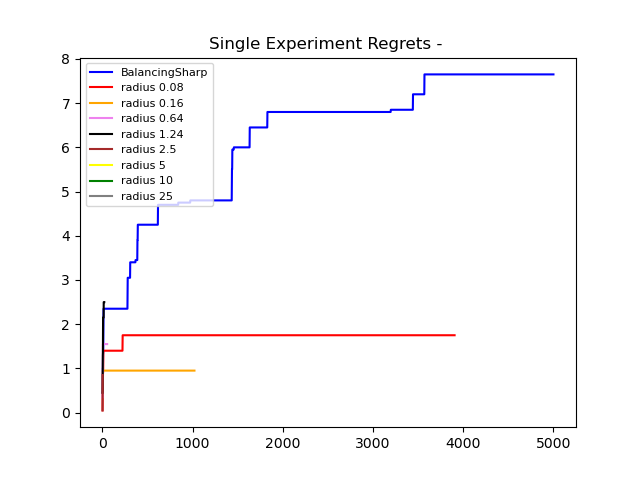 Single Experiment Regrets -
BalancingSharp
radius 0.08
radius 0.16
radius 0.64
radius 1.24
radius 2.5
radius 5
radius 10
radius 25
8
7
6
5
4
3
2
1
0
0 1000 2000 3000 4000 5000